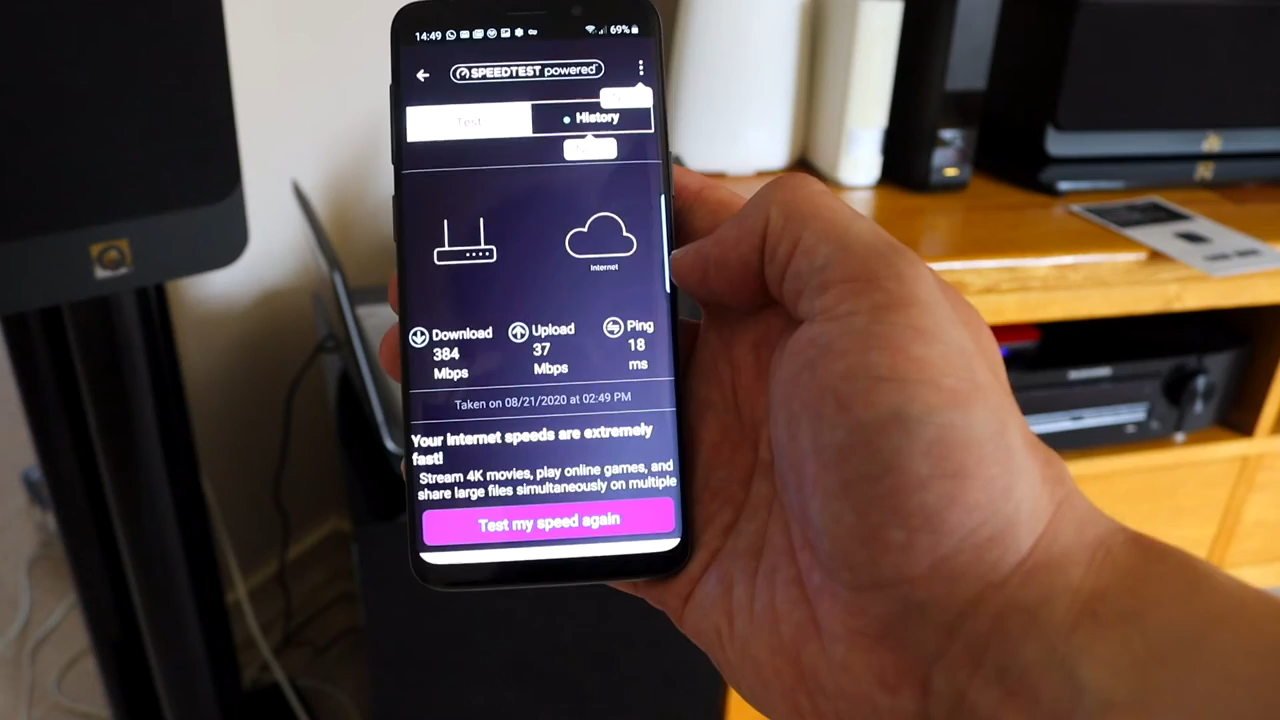 14:49
69%
SPEEDTEST powered
Test
History
Internet
Download
384
Mbps
Upload
37
Mbps
Ping
18
ms
Taken on 08/21/2020 at 02:49 PM
Your Internet speeds are extremely
fast!
Stream 4K movies, play online games, and
share large files simultaneously on multiple
Test my speed again